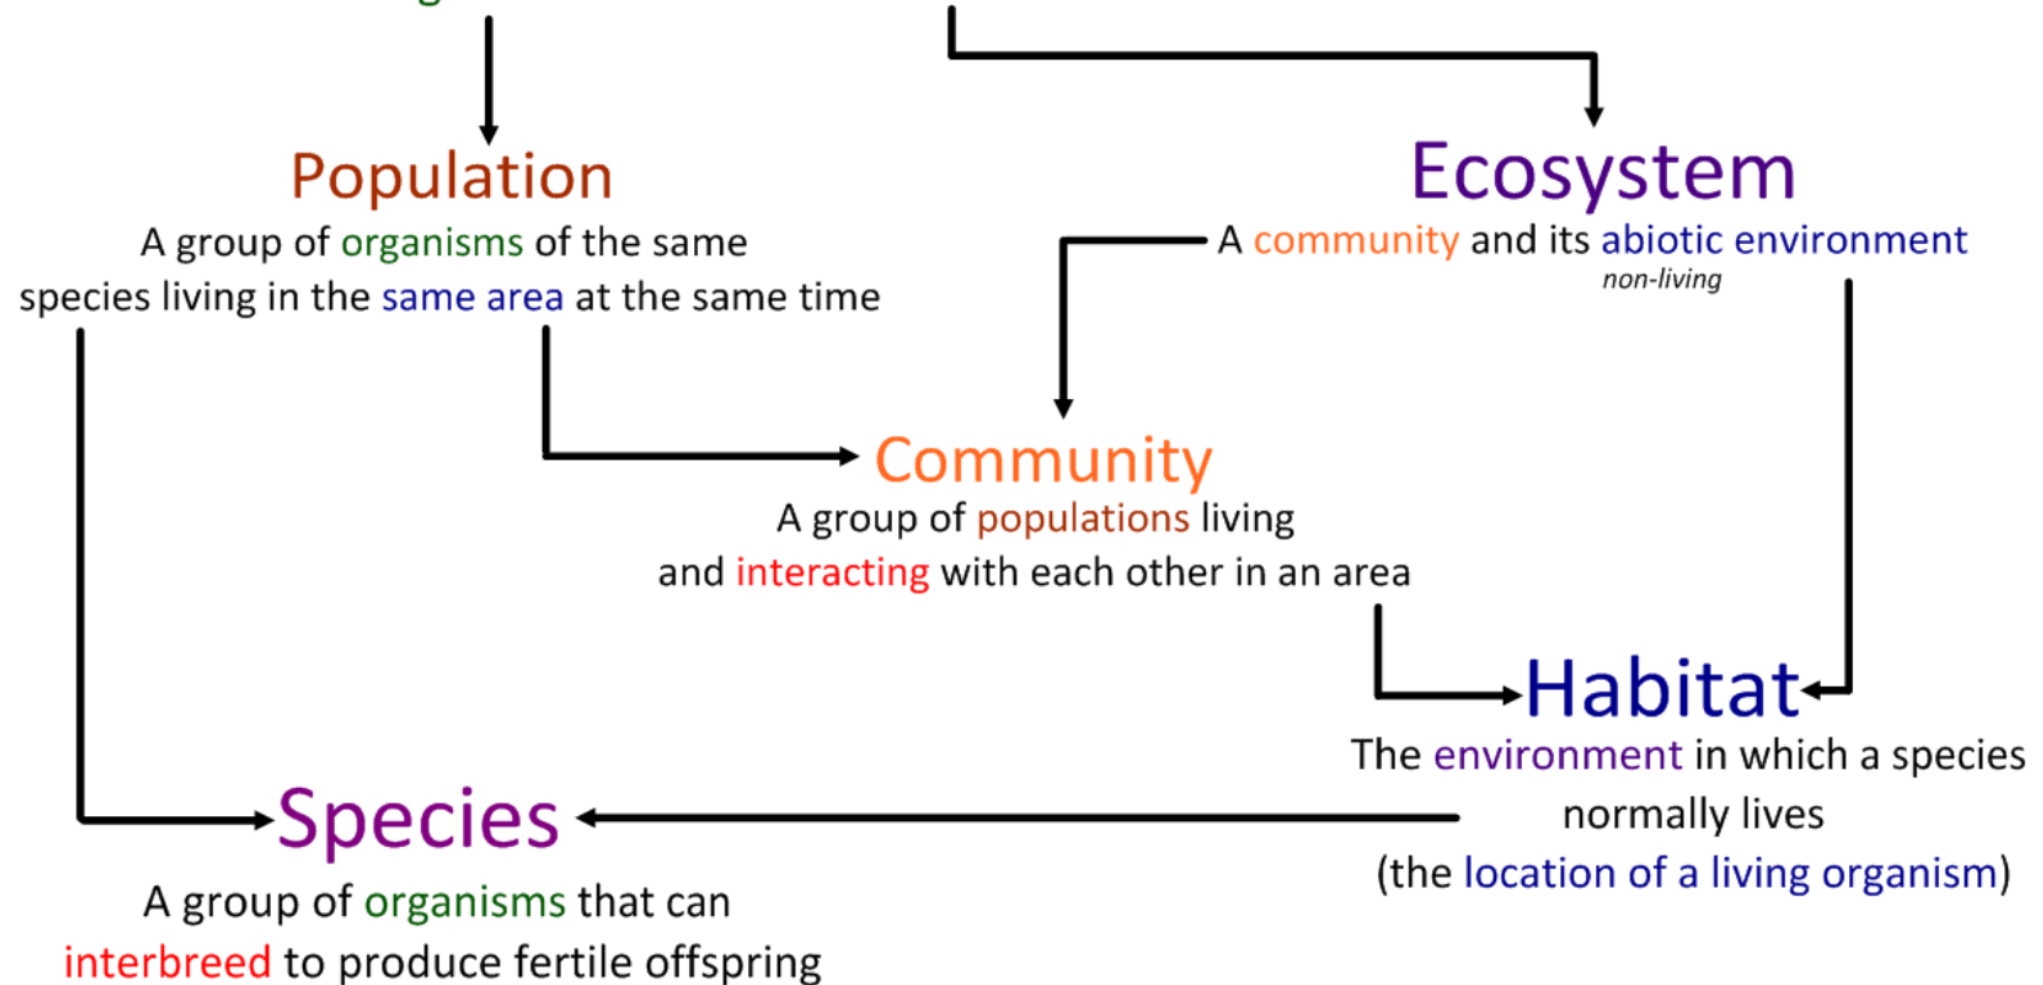 Population
A group of organisms of the same
species living in the same area at the same time
Ecosystem
A community and its abiotic environment
non-living
Community
A group of populations living
and interacting with each other in an area
Habitat
The environment in which a species
normally lives
(the location of a living organism)
Species
A group of organisms that can
interbreed to produce fertile offspring